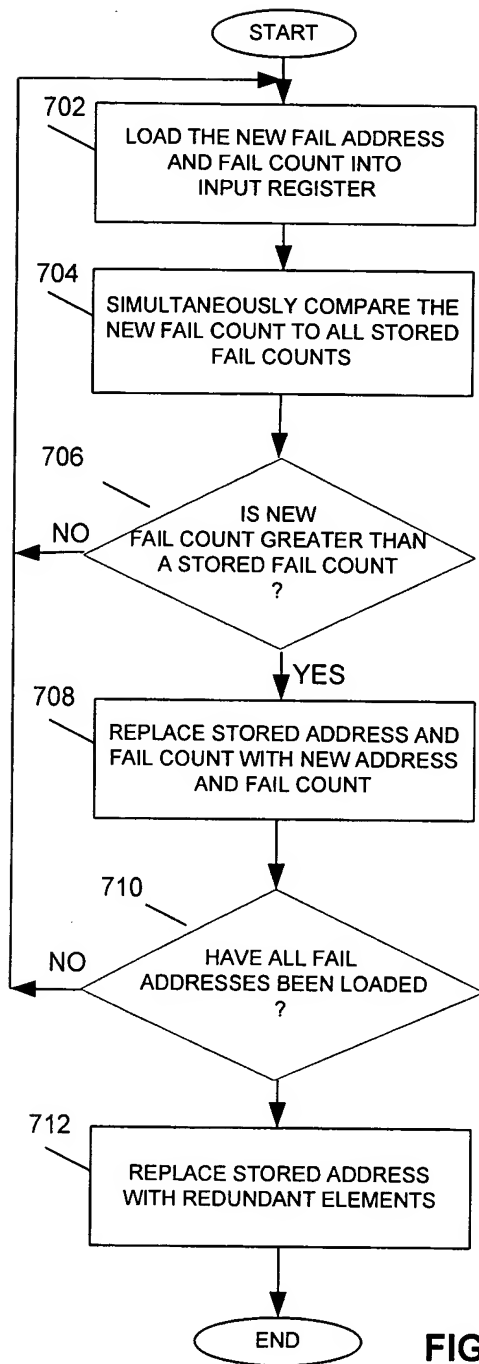 START
702
LOAD THE NEW FAIL ADDRESS
AND FAIL COUNT INTO
INPUT REGISTER
704
SIMULTANEOUSLY COMPARE THE
NEW FAIL COUNT TO ALL STORED
FAIL COUNTS
706
IS NEW
FAIL COUNT GREATER THAN
A STORED FAIL COUNT
?
NO
YES
708
REPLACE STORED ADDRESS AND
FAIL COUNT WITH NEW ADDRESS
AND FAIL COUNT
710
HAVE ALL FAIL
ADDRESSES BEEN LOADED
?
NO
712
REPLACE STORED ADDRESS
WITH REDUNDANT ELEMENTS
END
FIG